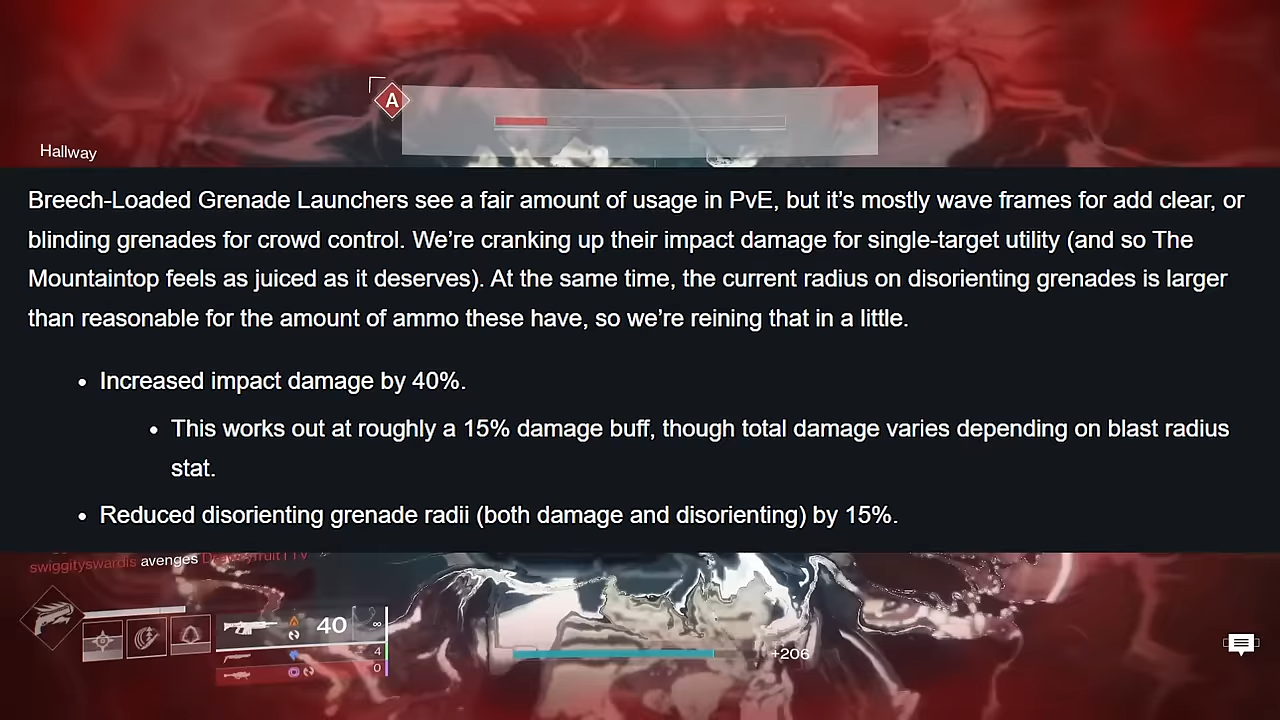 A
Hallway
Breech-Loaded Grenade Launchers see a fair amount of usage in PvE, but it’s mostly wave frames for add clear, or
blinding grenades for crowd control. We’re cranking up their impact damage for single-target utility (and so The
Mountaintop feels as juiced as it deserves). At the same time, the current radius on disorienting grenades is larger
than reasonable for the amount of ammo these have, so we’re reining that in a little.
• Increased impact damage by 40%.
• This works out at roughly a 15% damage buff, though total damage varies depending on blast radius
stat.
• Reduced disorienting grenade radii (both damage and disorienting) by 15%.
swiggityswardis avenges
40 ∞
4
0
+206